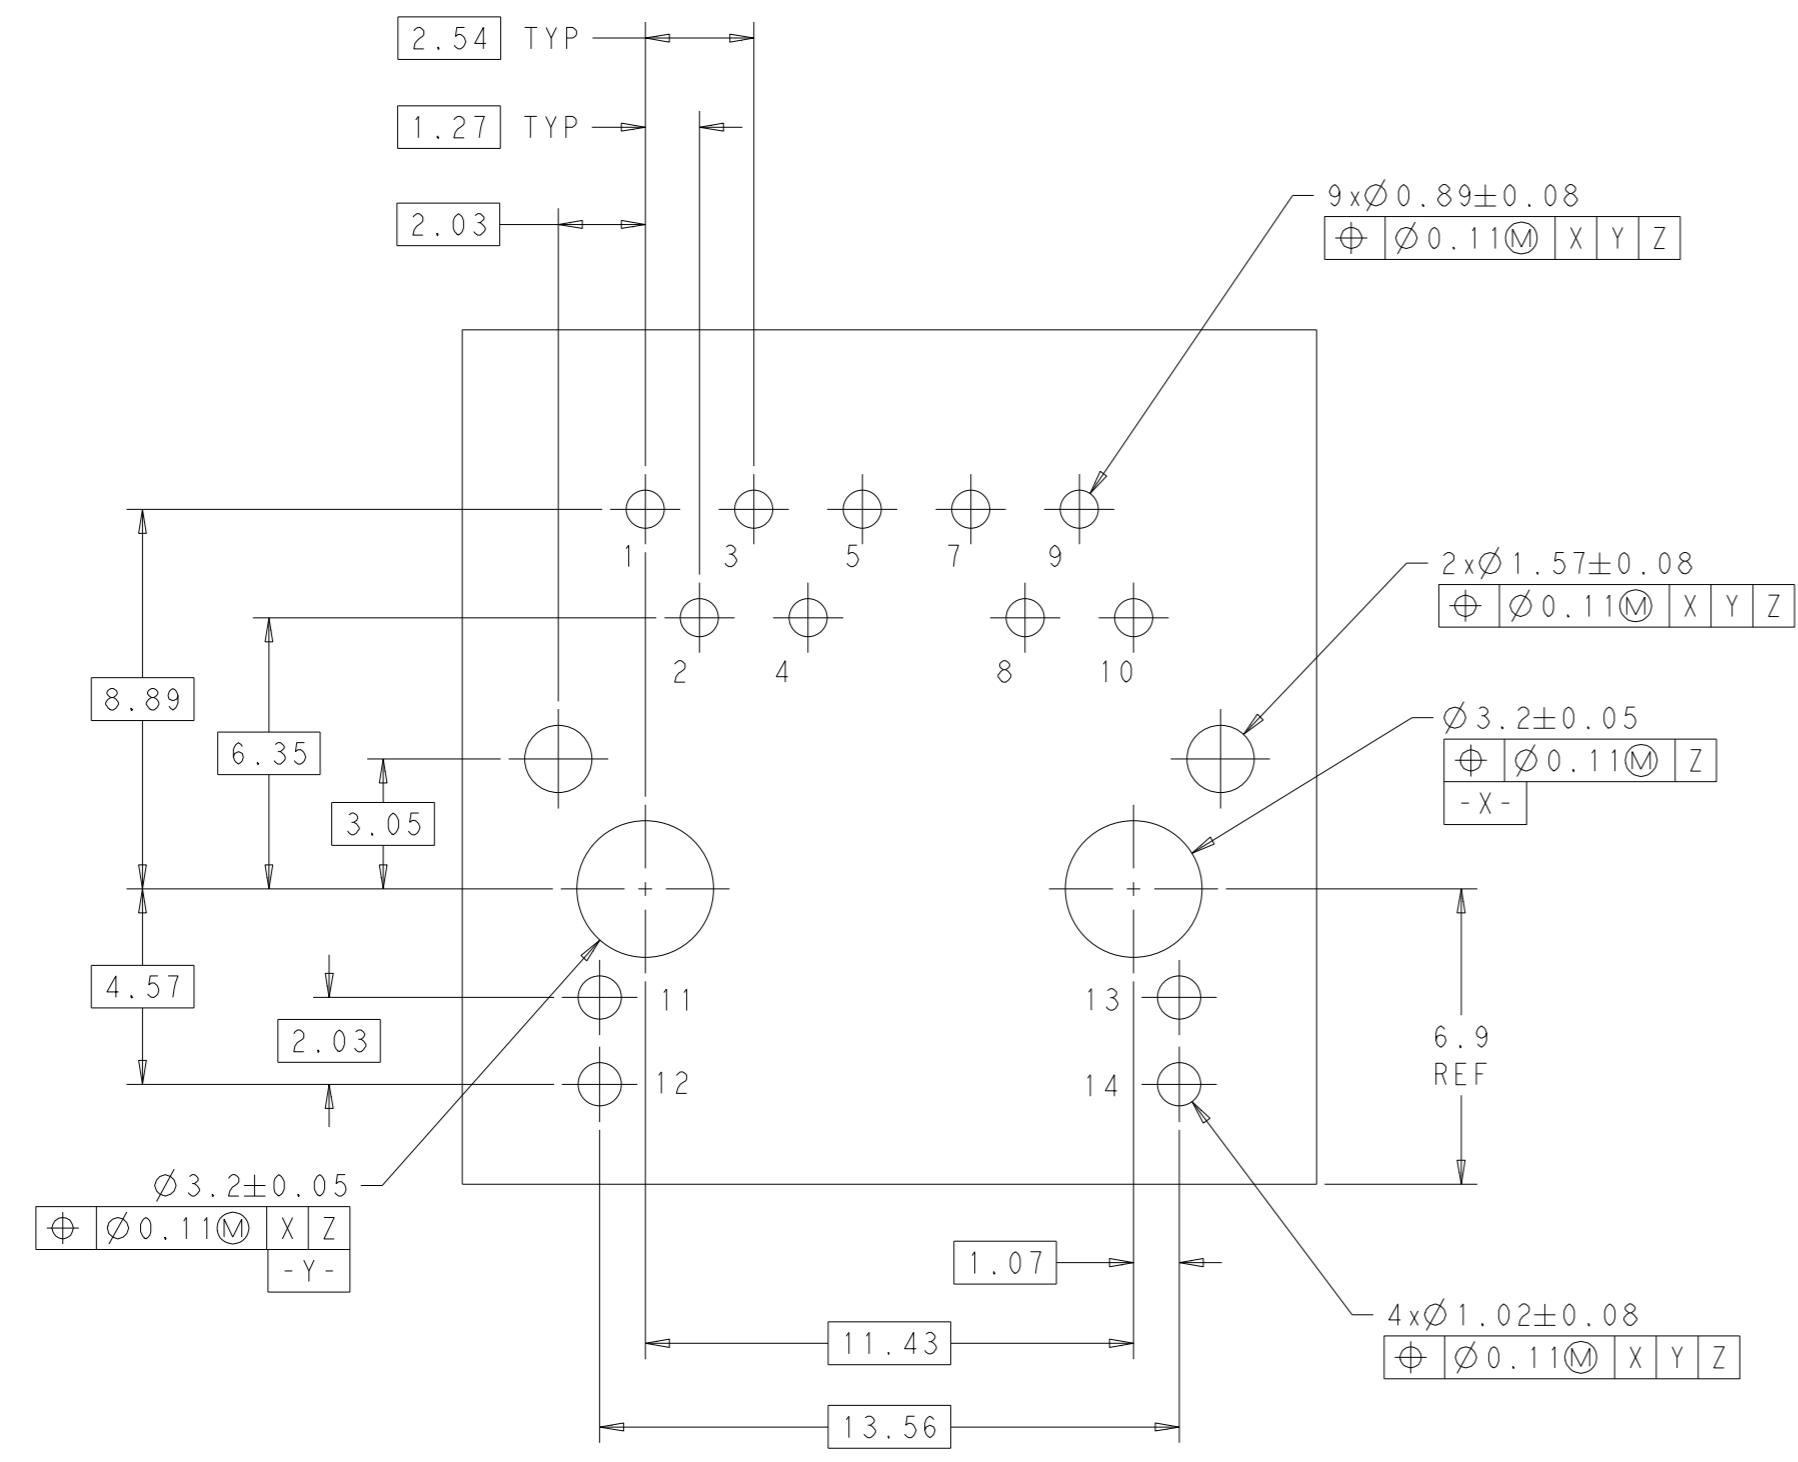 2.54 TYP
1.27 TYP
2.03
9xØ0.89±0.08
⌖ Ø0.11Ⓜ X Y Z
1 3 5 7 9
2xØ1.57±0.08
⌖ Ø0.11Ⓜ X Y Z
2 4 8 10
8.89
6.35
3.05
Ø3.2±0.05
⌖ Ø0.11Ⓜ Z
-X-
4.57
2.03
11 13
12 14
6.9
REF
Ø3.2±0.05
⌖ Ø0.11Ⓜ X Z
-Y-
1.07
11.43
13.56
4xØ1.02±0.08
⌖ Ø0.11Ⓜ X Y Z